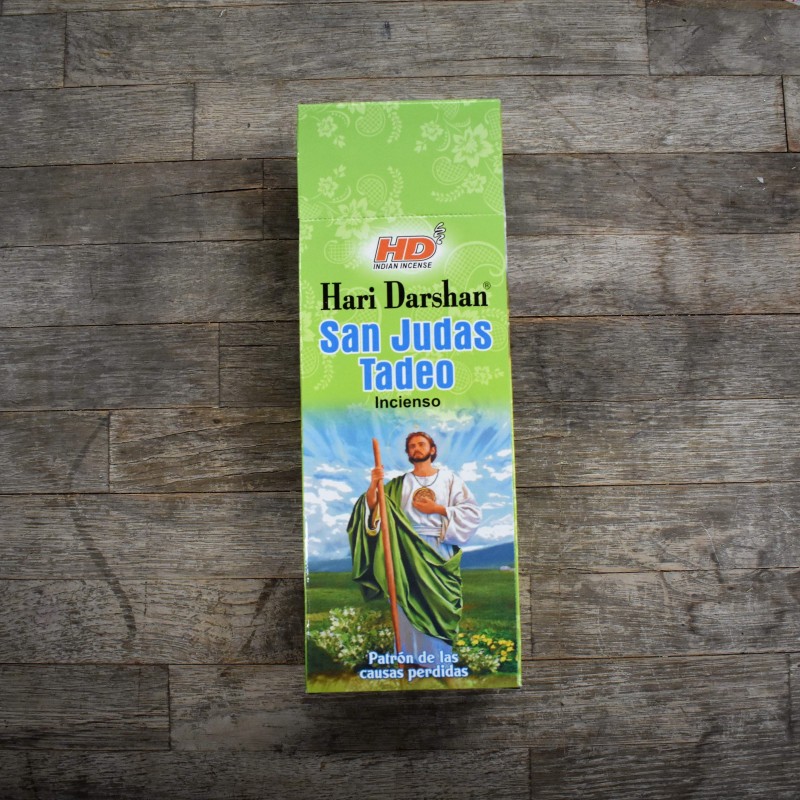 HD
INDIAN INCENSE
Hari Darshan®
San Judas
Tadeo
Incienso
Patrón de las
causas perdidas